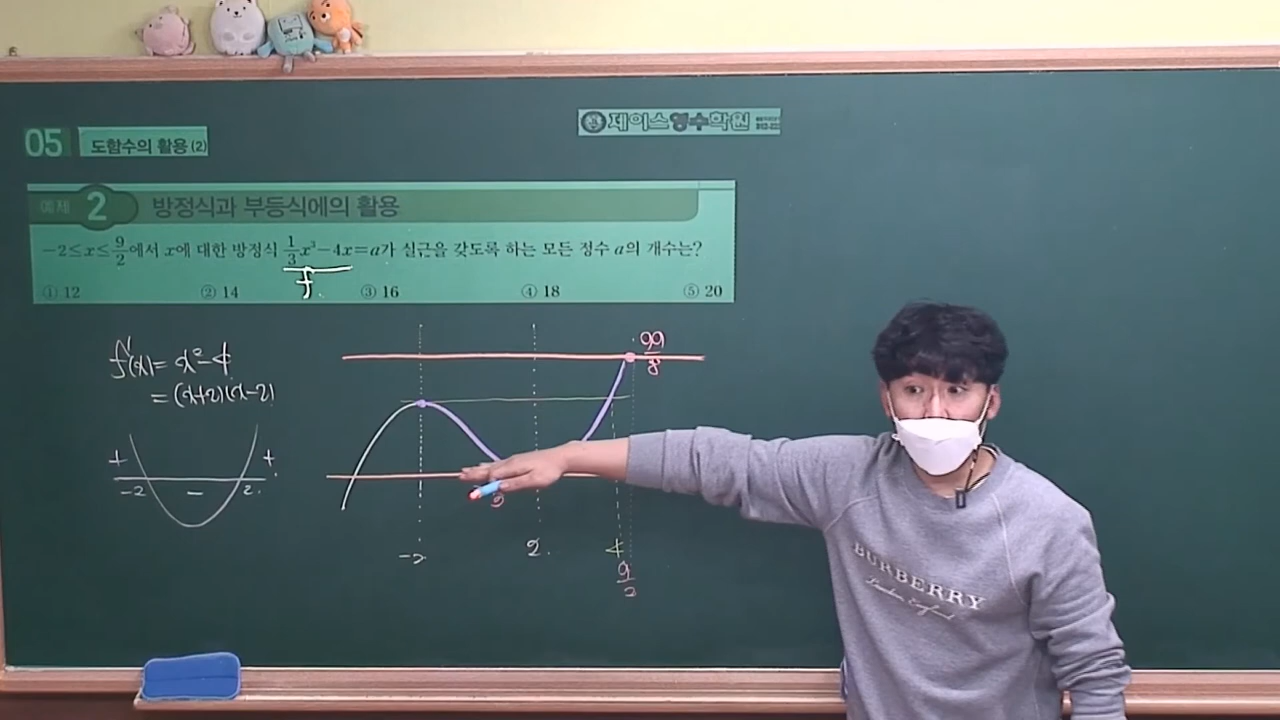 05 도함수의 활용 (2)
제이스영수학원
예제 2 방정식과 부등식에의 활용
-2≤x≤9/2에서 x에 대한 방정식 1/3x³-4x=a가 실근을 갖도록 하는 모든 정수 a의 개수는?
f
① 12 ② 14 ③ 16 ④ 18 ⑤ 20
f'(x)= x²-4
= (x+2)(x-2)
+ - +
-2 2
99/8
-2 2 4
9/2
BURBERRY
London, England